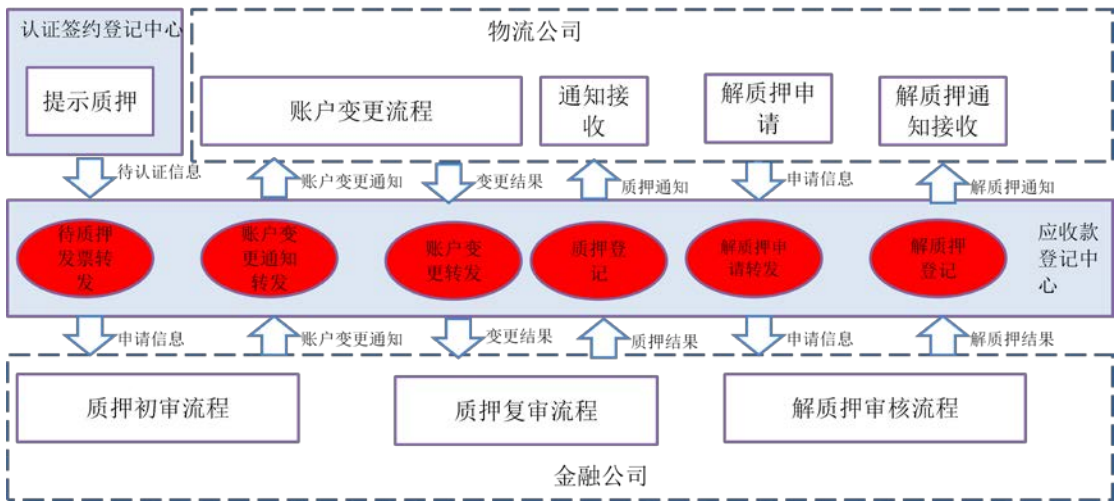 认证签约登记中心
物流公司
提示质押
账户变更流程
通知接
收
解质押申
请
解质押通
知接收
待认证信息
账户变更通知
变更结果
质押通知
申请信息
解质押通知
待质押
发票转
发
账户变
更通知
转发
账户变
更转发
质押登
记
解质押申
请转发
解质押
登记
应收款
登记中
心
申请信息
账户变更通知
变更结果
质押结果
申请信息
解质押结果
质押初审流程
质押复审流程
解质押审核流程
金融公司